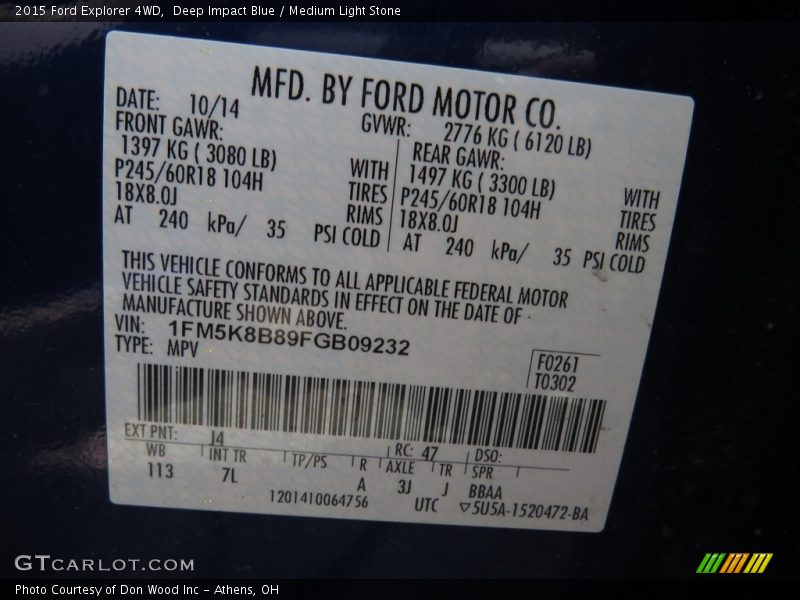 2015 Ford Explorer 4WD, Deep Impact Blue / Medium Light Stone
MFD. BY FORD MOTOR CO.
DATE: 10/14 GVWR: 2776 KG ( 6120 LB)
FRONT GAWR: REAR GAWR:
1397 KG ( 3080 LB) WITH 1497 KG ( 3300 LB) WITH
P245/60R18 104H TIRES P245/60R18 104H TIRES
18X8.0J RIMS 18X8.0J RIMS
AT 240 kPa/ 35 PSI COLD AT 240 kPa/ 35 PSI COLD
THIS VEHICLE CONFORMS TO ALL APPLICABLE FEDERAL MOTOR
VEHICLE SAFETY STANDARDS IN EFFECT ON THE DATE OF
MANUFACTURE SHOWN ABOVE.
VIN: 1FM5K8B89FGB09232
TYPE: MPV
F0261
T0302
EXT PNT: J4 RC: 47 DSO:
WB INT TR TP/PS R AXLE TR SPR
113 7L A 3J J BBAA
1201410064756 UTC ▽5U5A-1520472-BA
GTCARLOT.COM
Photo Courtesy of Don Wood Inc - Athens, OH